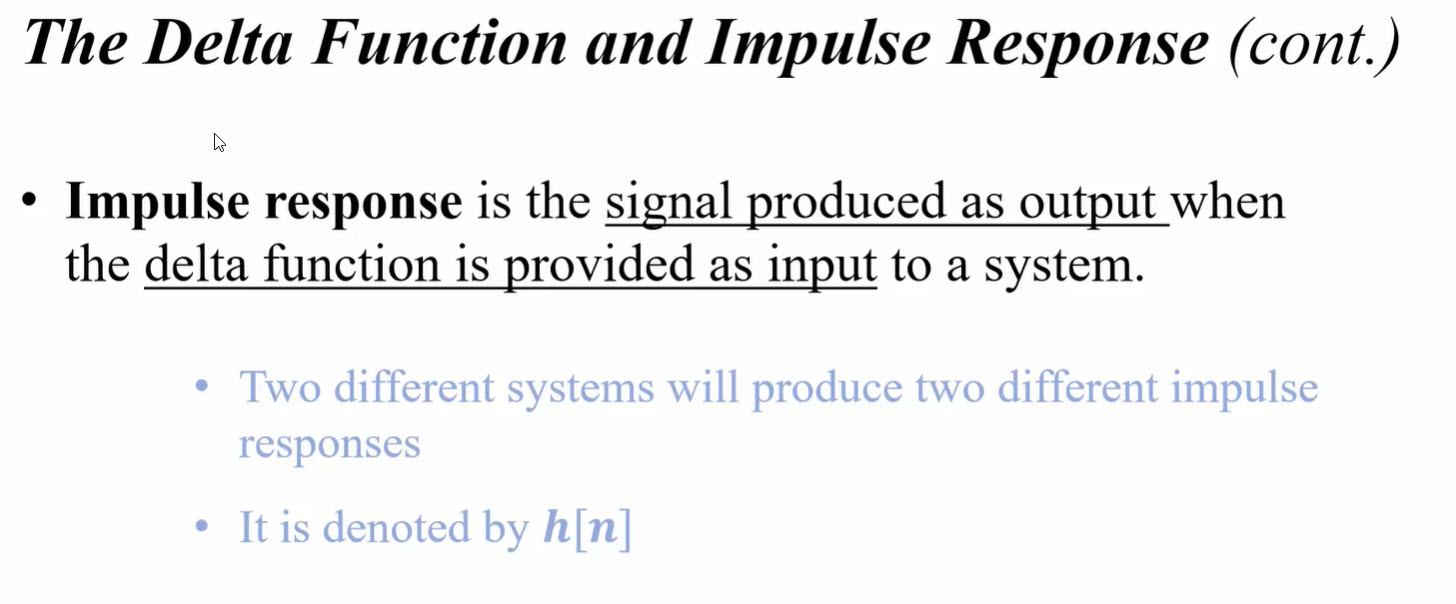 The Delta Function and Impulse Response (cont.)
• Impulse response is the signal produced as output when
the delta function is provided as input to a system.
• Two different systems will produce two different impulse
responses
• It is denoted by h[n]